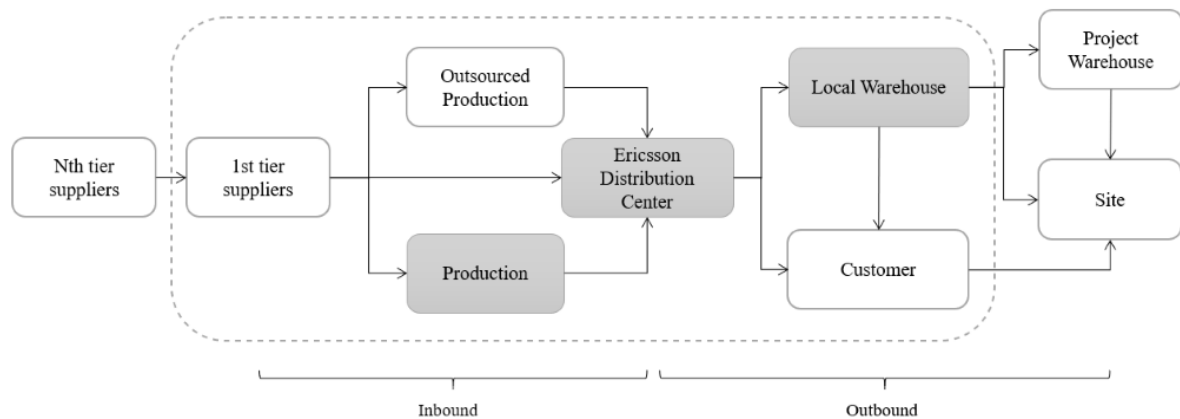 Nth tier
suppliers
1st tier
suppliers
Outsourced
Production
Production
Ericsson
Distribution
Center
Local Warehouse
Customer
Project
Warehouse
Site
Inbound
Outbound